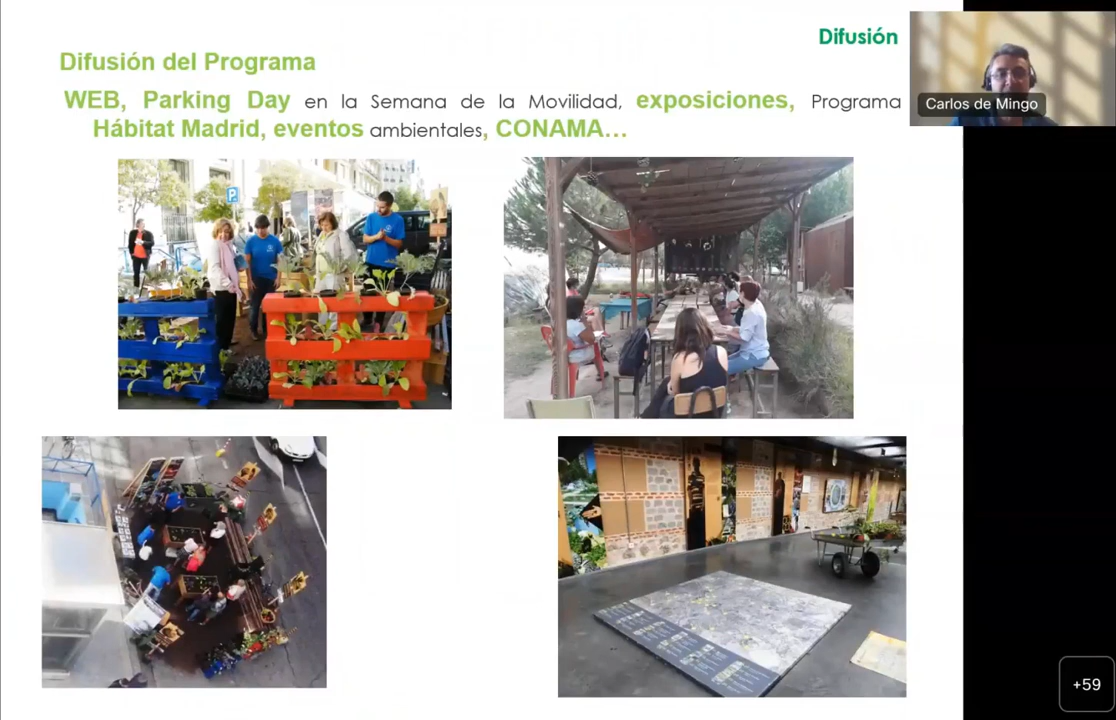 Difusión
Difusión del Programa
WEB, Parking Day en la Semana de la Movilidad, exposiciones, Programa
Hábitat Madrid, eventos ambientales, CONAMA...
Carlos de Mingo
P
+59